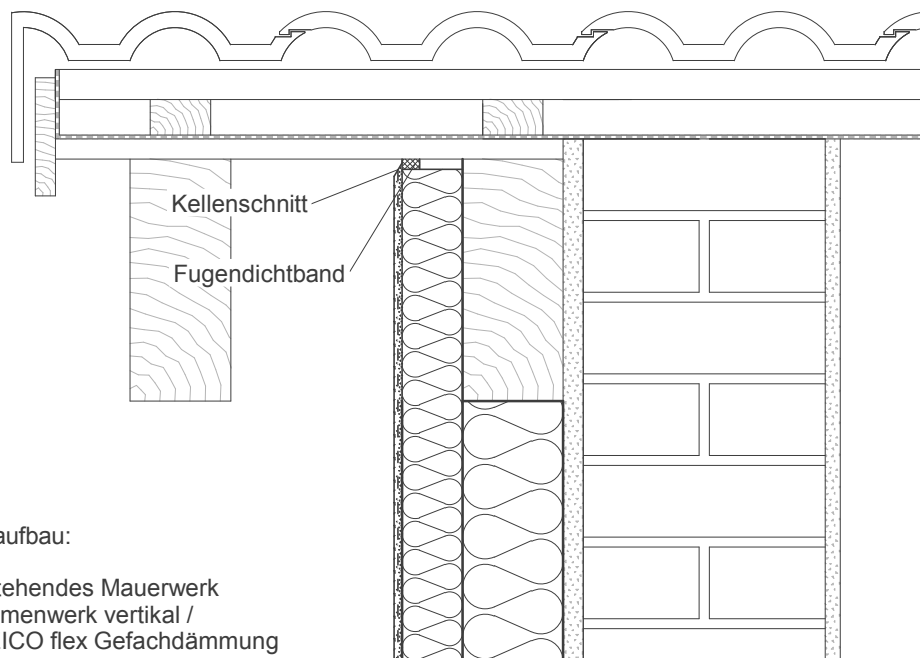 Kellenschnitt
Fugendichtband
aufbau:
tehendes Mauerwerk
menwerk vertikal /
ICO flex Gefachdämmung